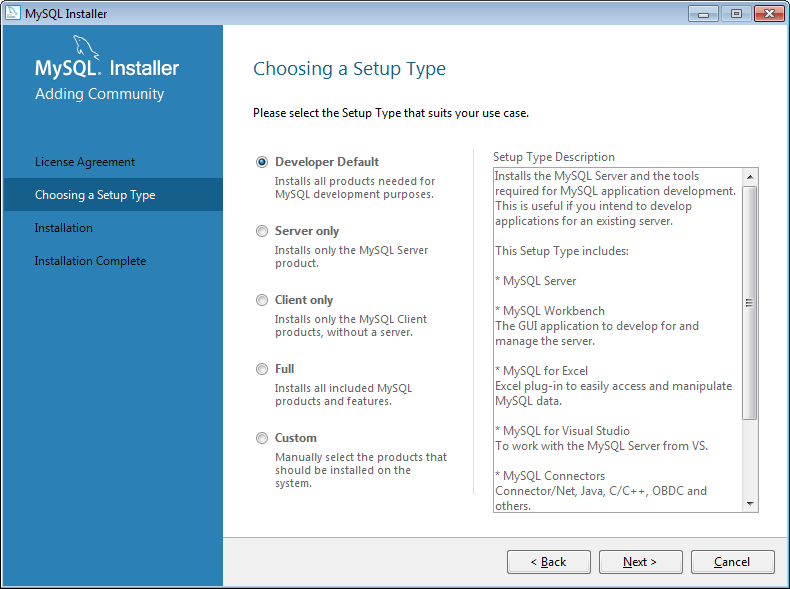 MySQL Installer
MySQL. Installer
Adding Community
License Agreement
Choosing a Setup Type
Installation
Installation Complete
Choosing a Setup Type
Please select the Setup Type that suits your use case.
Developer Default
Installs all products needed for
MySQL development purposes.
Server only
Installs only the MySQL Server
product.
Client only
Installs only the MySQL Client
products, without a server.
Full
Installs all included MySQL
products and features.
Custom
Manually select the products that
should be installed on the
system.
Setup Type Description
Installs the MySQL Server and the tools
required for MySQL application development.
This is useful if you intend to develop
applications for an existing server.
This Setup Type includes:
* MySQL Server
* MySQL Workbench
The GUI application to develop for and
manage the server.
* MySQL for Excel
Excel plug-in to easily access and manipulate
MySQL data.
* MySQL for Visual Studio
To work with the MySQL Server from VS.
* MySQL Connectors
Connector/Net, Java, C/C++, OBDC and
others.
< Back
Next >
Cancel